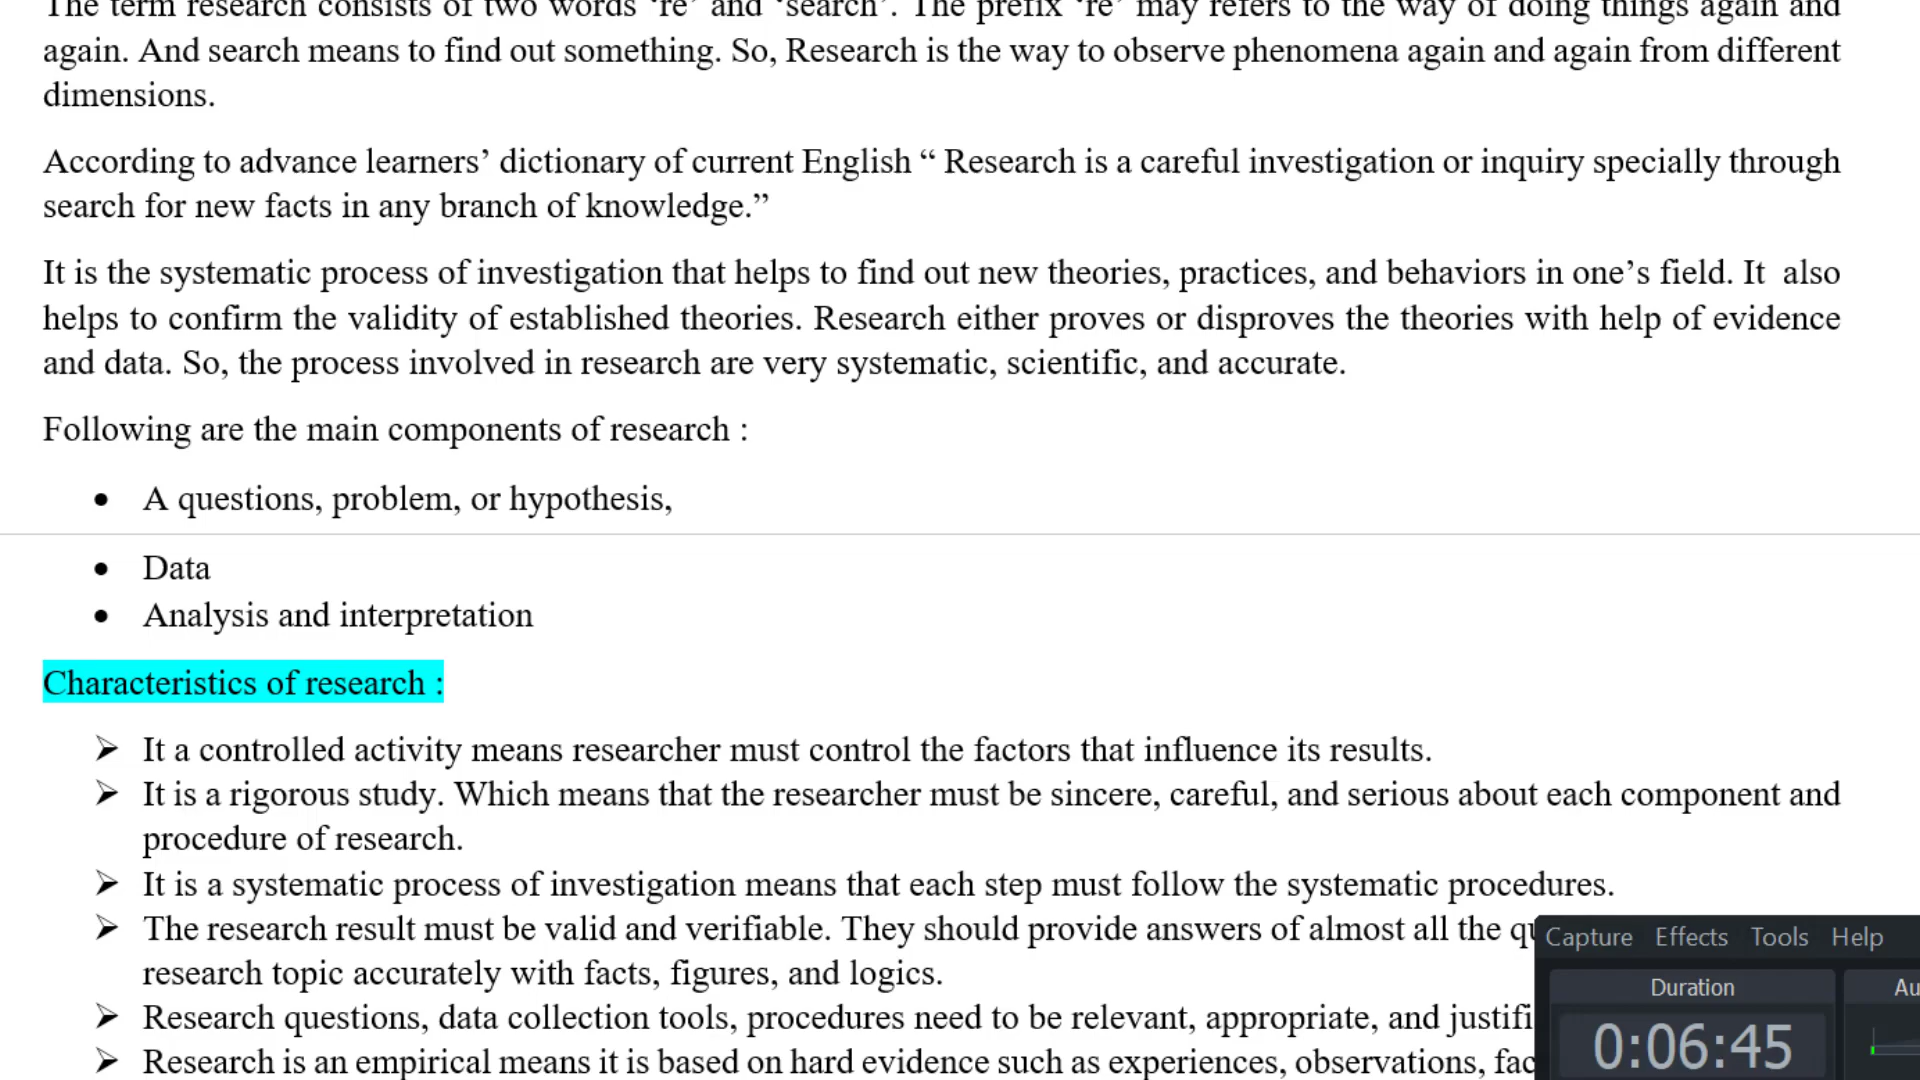 The term research consists of two words ‘re’ and ‘search’. The prefix ‘re’ may refers to the way of doing things again and
again. And search means to find out something. So, Research is the way to observe phenomena again and again from different
dimensions.
According to advance learners’ dictionary of current English “ Research is a careful investigation or inquiry specially through
search for new facts in any branch of knowledge.”
It is the systematic process of investigation that helps to find out new theories, practices, and behaviors in one’s field. It  also
helps to confirm the validity of established theories. Research either proves or disproves the theories with help of evidence
and data. So, the process involved in research are very systematic, scientific, and accurate.
Following are the main components of research :
• A questions, problem, or hypothesis,
• Data
• Analysis and interpretation
Characteristics of research :
➢ It a controlled activity means researcher must control the factors that influence its results.
➢ It is a rigorous study. Which means that the researcher must be sincere, careful, and serious about each component and
procedure of research.
➢ It is a systematic process of investigation means that each step must follow the systematic procedures.
➢ The research result must be valid and verifiable. They should provide answers of almost all the
research topic accurately with facts, figures, and logics.
➢ Research questions, data collection tools, procedures need to be relevant, appropriate, and
➢ Research is an empirical means it is based on hard evidence such as experiences, observations,
Capture Effects Tools Help
Duration
0:06:45